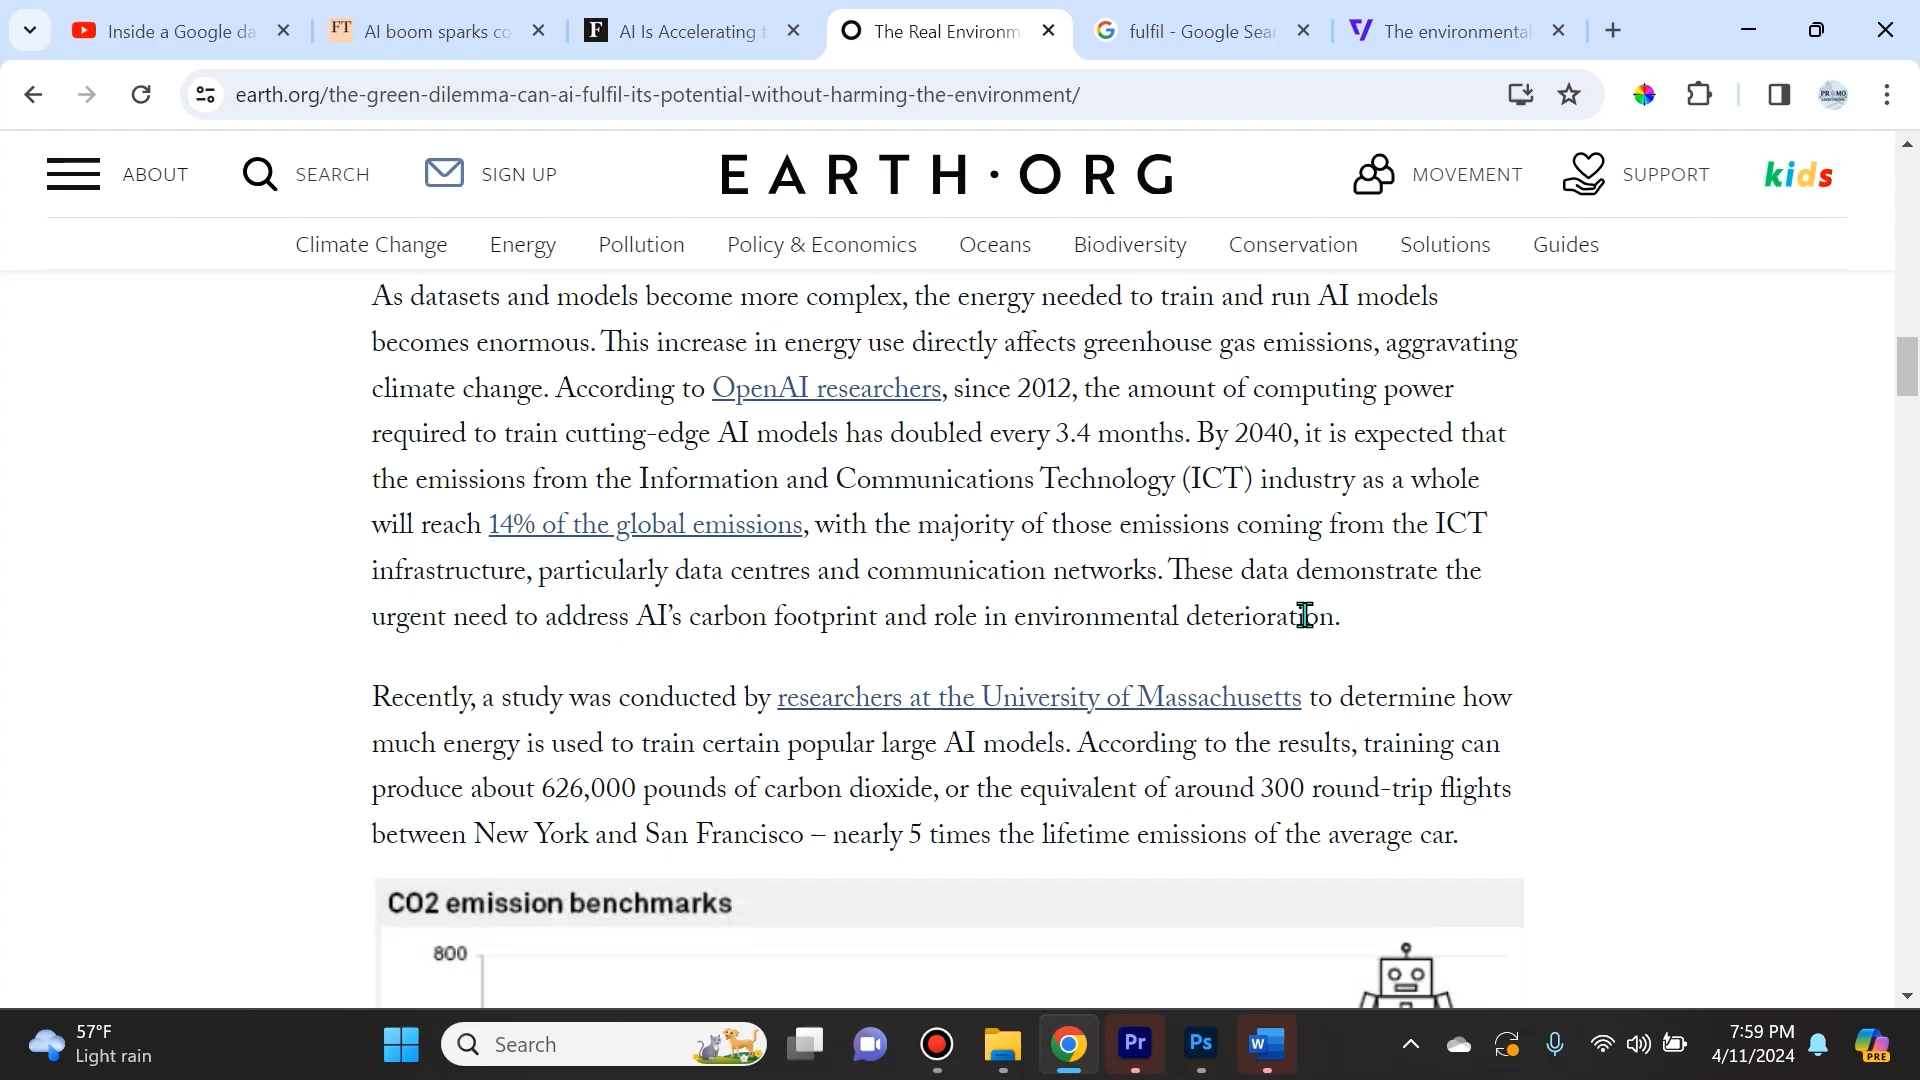 Inside a Google da
FT
AI boom sparks co
F
AI Is Accelerating t
The Real Environm
fulfil - Google Sear
The environmental
earth.org/the-green-dilemma-can-ai-fulfil-its-potential-without-harming-the-environment/
ABOUT
SEARCH
SIGN UP
EARTH·ORG
MOVEMENT
SUPPORT
kids
Climate Change
Energy
Pollution
Policy & Economics
Oceans
Biodiversity
Conservation
Solutions
Guides
As datasets and models become more complex, the energy needed to train and run AI models
becomes enormous. This increase in energy use directly affects greenhouse gas emissions, aggravating
climate change. According to OpenAI researchers, since 2012, the amount of computing power
required to train cutting-edge AI models has doubled every 3.4 months. By 2040, it is expected that
the emissions from the Information and Communications Technology (ICT) industry as a whole
will reach 14% of the global emissions, with the majority of those emissions coming from the ICT
infrastructure, particularly data centres and communication networks. These data demonstrate the
urgent need to address AI’s carbon footprint and role in environmental deterioration.
Recently, a study was conducted by researchers at the University of Massachusetts to determine how
much energy is used to train certain popular large AI models. According to the results, training can
produce about 626,000 pounds of carbon dioxide, or the equivalent of around 300 round-trip flights
between New York and San Francisco – nearly 5 times the lifetime emissions of the average car.
CO2 emission benchmarks
800
57°F
Light rain
Search
Pr
Ps
W
7:59 PM
4/11/2024
PRE